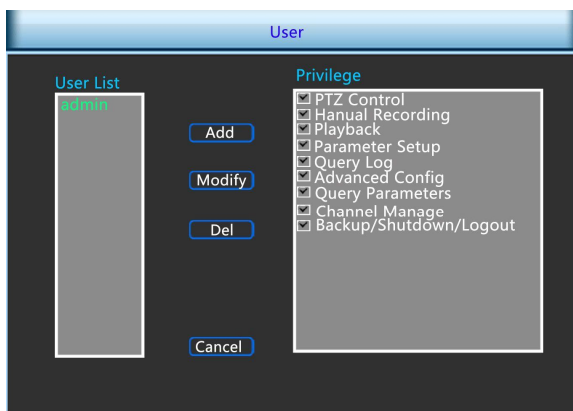 User
User List
admin
Add
Modify
Del
Cancel
Privilege
PTZ Control
Hanual Recording
Playback
Parameter Setup
Query Log
Advanced Config
Query Parameters
Channel Manage
Backup/Shutdown/Logout